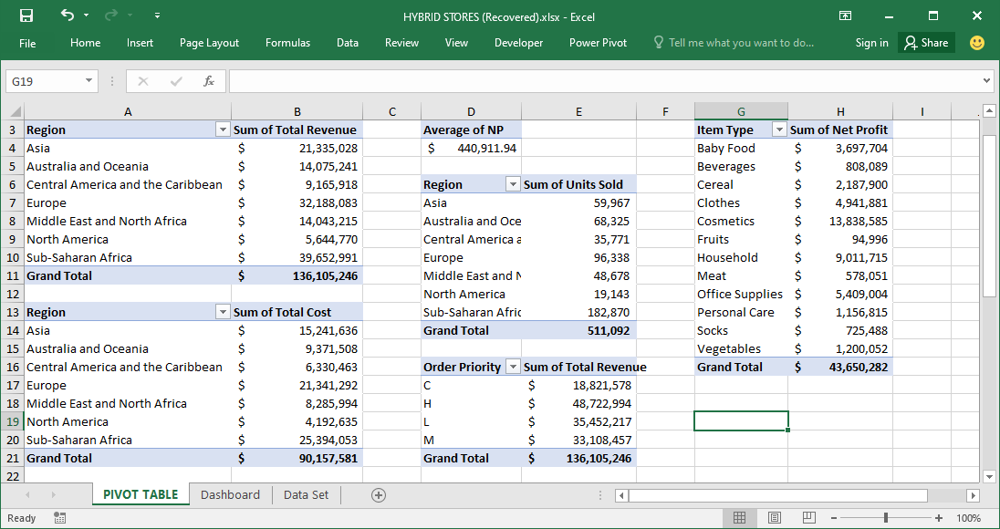 HYBRID STORES (Recovered).xlsx - Excel
File Home Insert Page Layout Formulas Data Review View Developer Power Pivot Tell me what you want to do... Sign in Share
G19 fx
A B C D E F G H I
3 Region Sum of Total Revenue Average of NP Item Type Sum of Net Profit
4 Asia $ 21,335,028 $ 440,911.94 Baby Food $ 3,697,704
5 Australia and Oceania $ 14,075,241 Beverages $ 808,089
6 Central America and the Caribbean $ 9,165,918 Region Sum of Units Sold Cereal $ 2,187,900
7 Europe $ 32,188,083 Asia 59,967 Clothes $ 4,941,881
8 Middle East and North Africa $ 14,043,215 Australia and Oce 68,325 Cosmetics $ 13,838,585
9 North America $ 5,644,770 Central America a 35,771 Fruits $ 94,996
10 Sub-Saharan Africa $ 39,652,991 Europe 96,338 Household $ 9,011,715
11 Grand Total $ 136,105,246 Middle East and N 48,678 Meat $ 578,051
12 North America 19,143 Office Supplies $ 5,409,004
13 Region Sum of Total Cost Sub-Saharan Afric 182,870 Personal Care $ 1,156,815
14 Asia $ 15,241,636 Grand Total 511,092 Socks $ 725,488
15 Australia and Oceania $ 9,371,508 Vegetables $ 1,200,052
16 Central America and the Caribbean $ 6,330,463 Order Priority Sum of Total Revenue Grand Total $ 43,650,282
17 Europe $ 21,341,292 C $ 18,821,578
18 Middle East and North Africa $ 8,285,994 H $ 48,722,994
19 North America $ 4,192,635 L $ 35,452,217
20 Sub-Saharan Africa $ 25,394,053 M $ 33,108,457
21 Grand Total $ 90,157,581 Grand Total $ 136,105,246
22
PIVOT TABLE Dashboard Data Set
Ready 100%